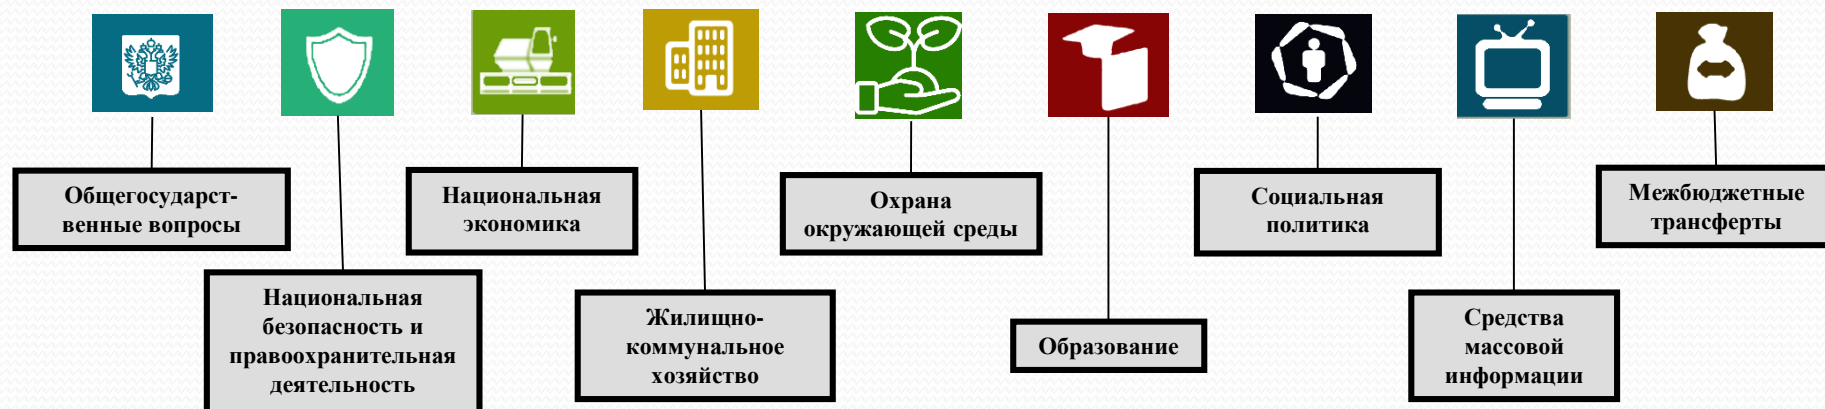 Общегосударст-
венные вопросы
Национальная
безопасность и
правоохранительная
деятельность
Национальная
экономика
Жилищно-
коммунальное
хозяйство
Охрана
окружающей среды
Образование
Социальная
политика
Средства
массовой
информации
Межбюджетные
трансферты